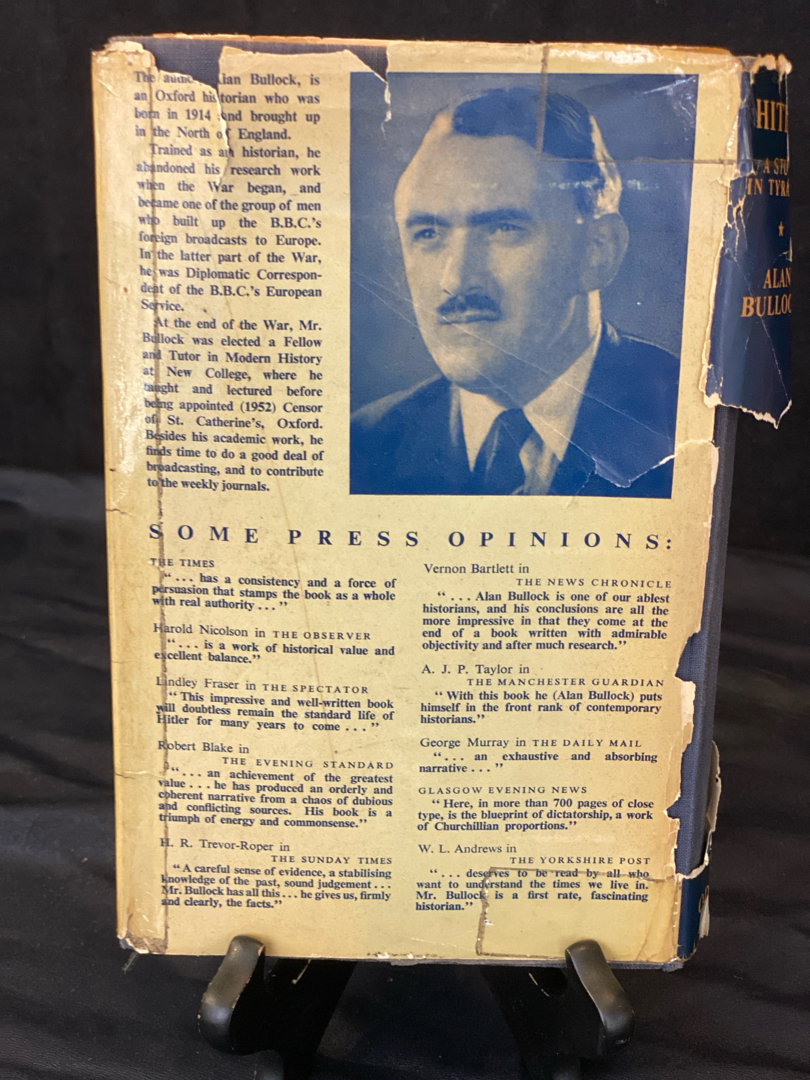 The autho Alan Bullock, is
an Oxford historian who was
born in 1914 and brought up
in the North of England.
Trained as an historian, he
abandoned his research work
when the War began, and
became one of the group of men
who built up the B.B.C.'s
foreign broadcasts to Europe.
In the latter part of the War,
he was Diplomatic Correspon-
dent of the B.B.C.'s European
Service.
At the end of the War, Mr.
Bullock was elected a Fellow
and Tutor in Modern History
at New College, where he
taught and lectured before
being appointed (1952) Censor
of St. Catherine's, Oxford.
Besides his academic work, he
finds time to do a good deal of
broadcasting, and to contribute
to the weekly journals.
SOME PRESS OPINIONS:
THE TIMES
"... has a consistency and a force of
persuasion that stamps the book as a whole
with real authority ..."
Harold Nicolson in THE OBSERVER
"... is a work of historical value and
excellent balance."
Lindley Fraser in THE SPECTATOR
"This impressive and well-written book
will doubtless remain the standard life of
Hitler for many years to come ..."
Robert Blake in
THE EVENING STANDARD
"... an achievement of the greatest
value ... he has produced an orderly and
coherent narrative from a chaos of dubious
and conflicting sources. His book is a
triumph of energy and commonsense."
H. R. Trevor-Roper in
THE SUNDAY TIMES
"A careful sense of evidence, a stabilising
knowledge of the past, sound judgement ...
Mr. Bullock has all this ... he gives us, firmly
and clearly, the facts."
Vernon Bartlett in
THE NEWS CHRONICLE
"... Alan Bullock is one of our ablest
historians, and his conclusions are all the
more impressive in that they come at the
end of a book written with admirable
objectivity and after much research."
A. J. P. Taylor in
THE MANCHESTER GUARDIAN
"With this book he (Alan Bullock) puts
himself in the front rank of contemporary
historians."
George Murray in THE DAILY MAIL
"... an exhaustive and absorbing
narrative ..."
GLASGOW EVENING NEWS
"Here, in more than 700 pages of close
type, is the blueprint of dictatorship, a work
of Churchillian proportions."
W. L. Andrews in
THE YORKSHIRE POST
"... deserves to be read by all who
want to understand the times we live in.
Mr. Bullock is a first rate, fascinating
historian."
HITL
A STU
IN TYRA
ALAN
BULLOC